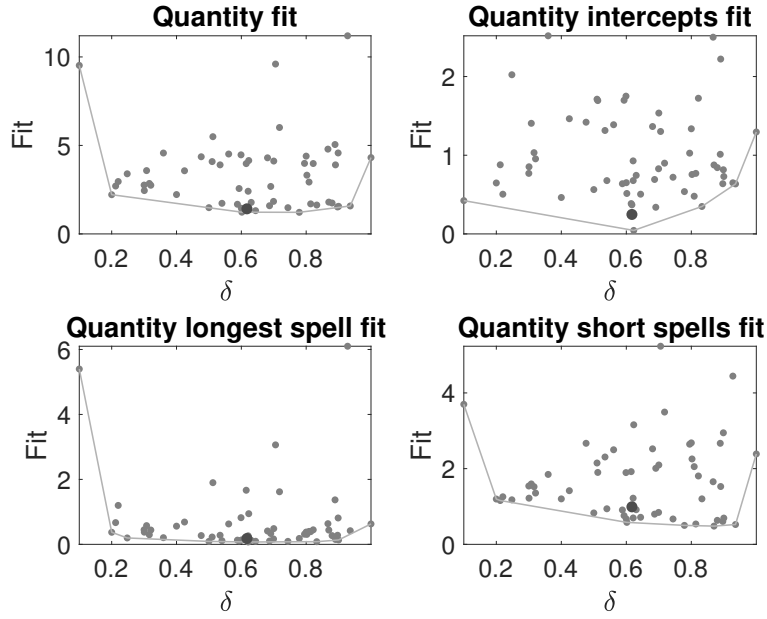 Quantity fit
Fit
10
5
0
0.2 0.4 0.6 0.8
δ
Quantity intercepts fit
Fit
2
1
0
0.2 0.4 0.6 0.8
δ
Quantity longest spell fit
Fit
6
4
2
0
0.2 0.4 0.6 0.8
δ
Quantity short spells fit
Fit
4
2
0
0.2 0.4 0.6 0.8
δ